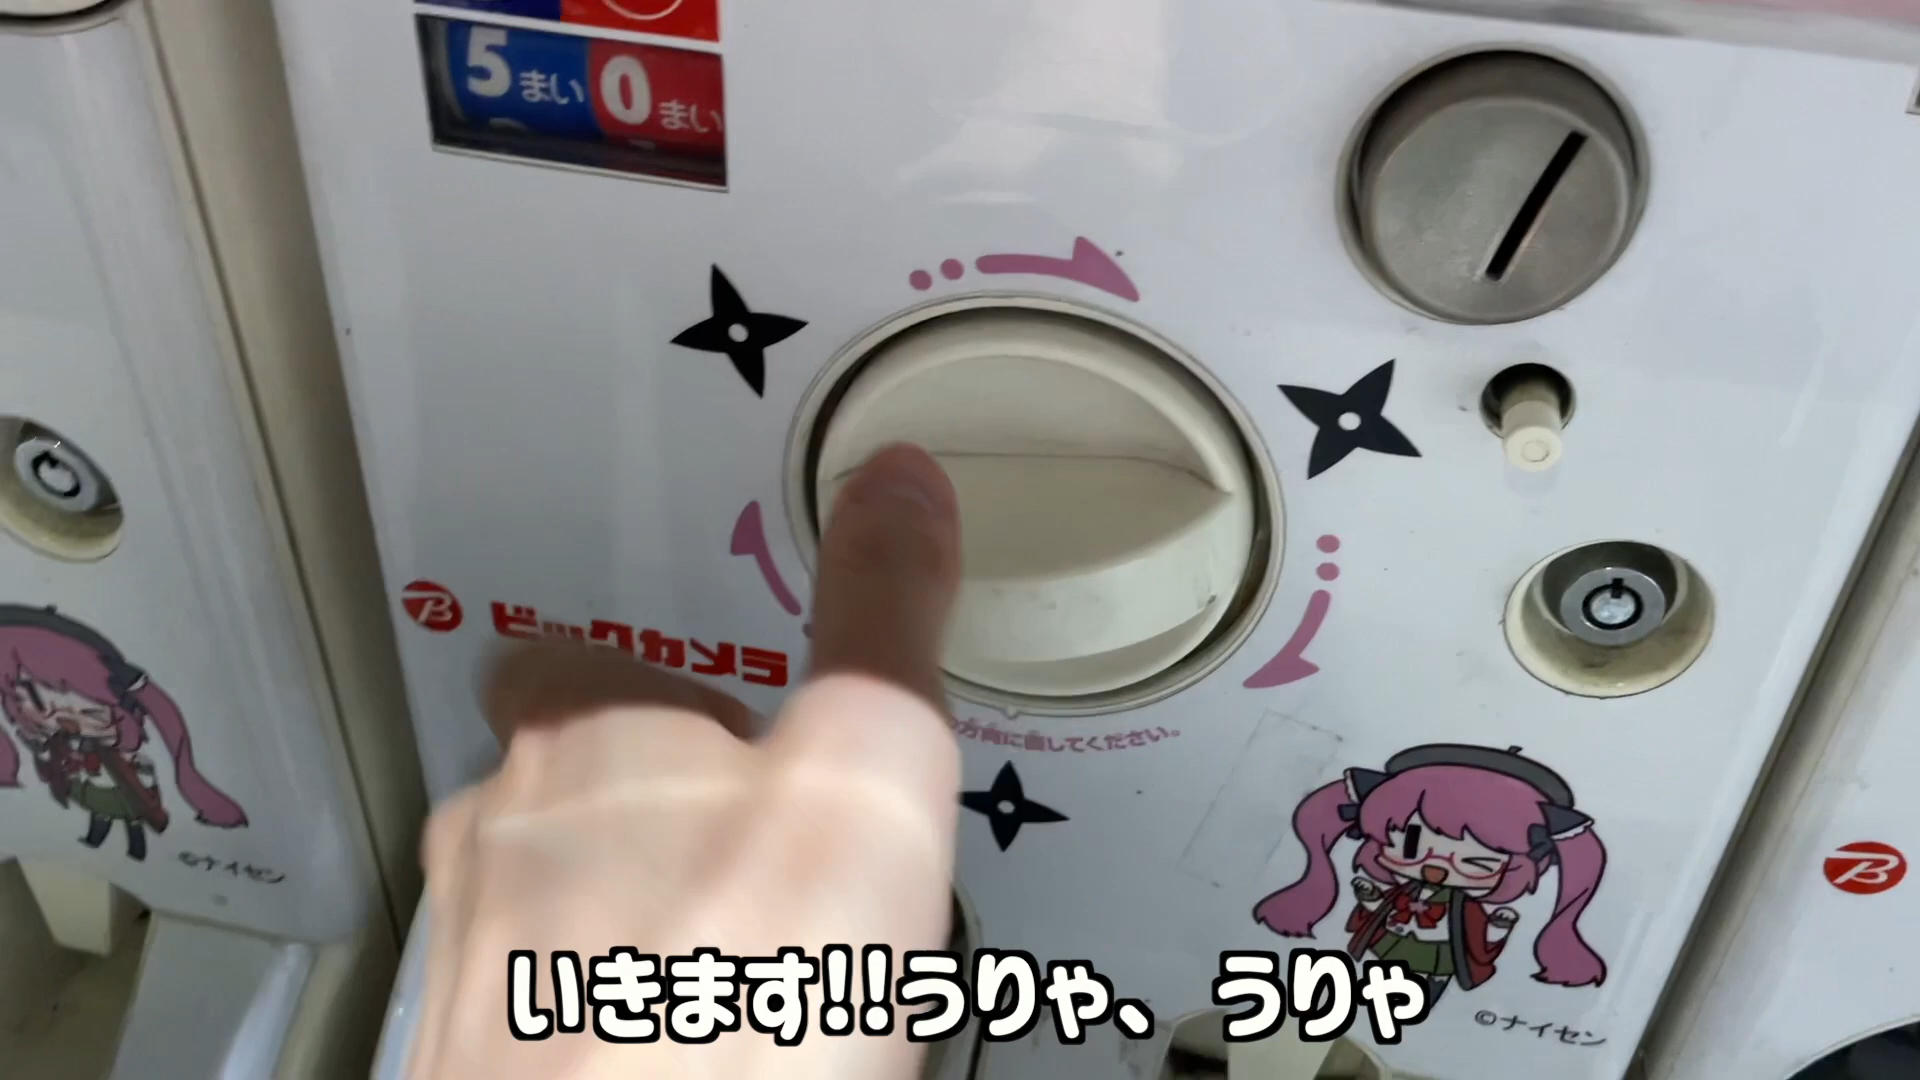 5まい 0まい
ビックカメラ
方向に回してください。
©ナイセン
©ナイセン
いきます!!うりゃ、うりゃ